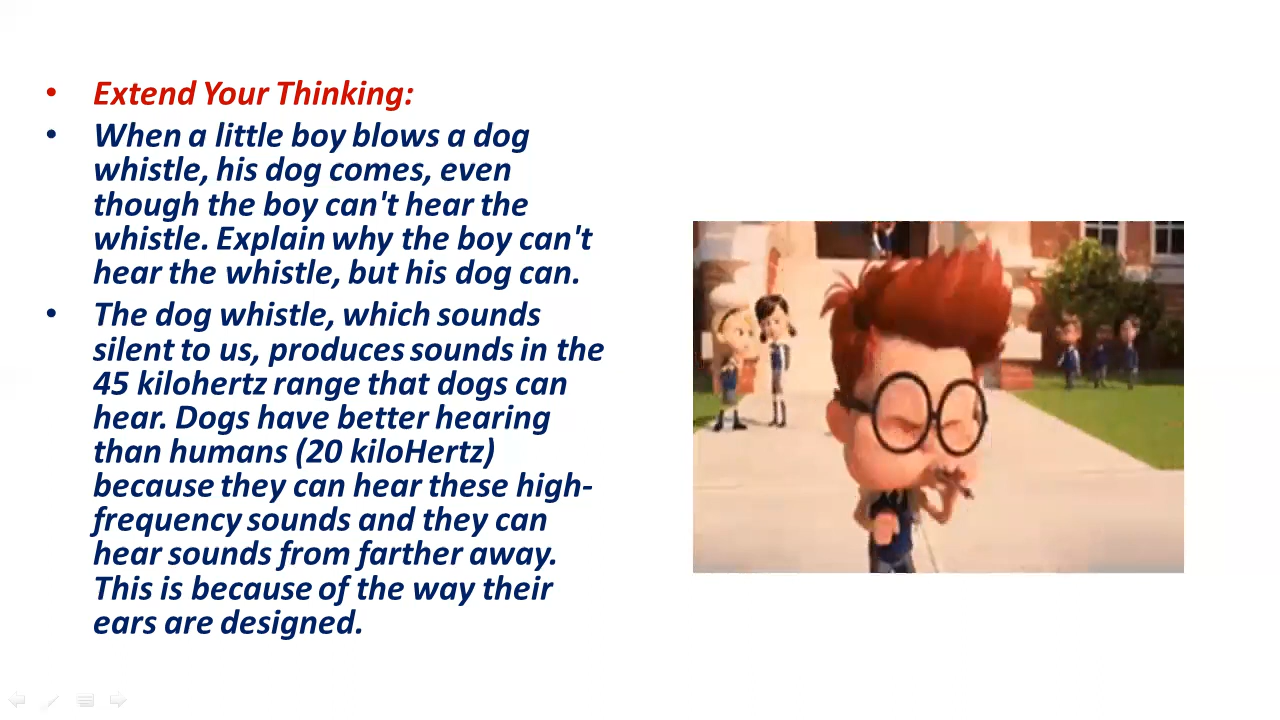 • Extend Your Thinking:
• When a little boy blows a dog
whistle, his dog comes, even
though the boy can't hear the
whistle. Explain why the boy can't
hear the whistle, but his dog can.
• The dog whistle, which sounds
silent to us, produces sounds in the
45 kilohertz range that dogs can
hear. Dogs have better hearing
than humans (20 kiloHertz)
because they can hear these high-
frequency sounds and they can
hear sounds from farther away.
This is because of the way their
ears are designed.